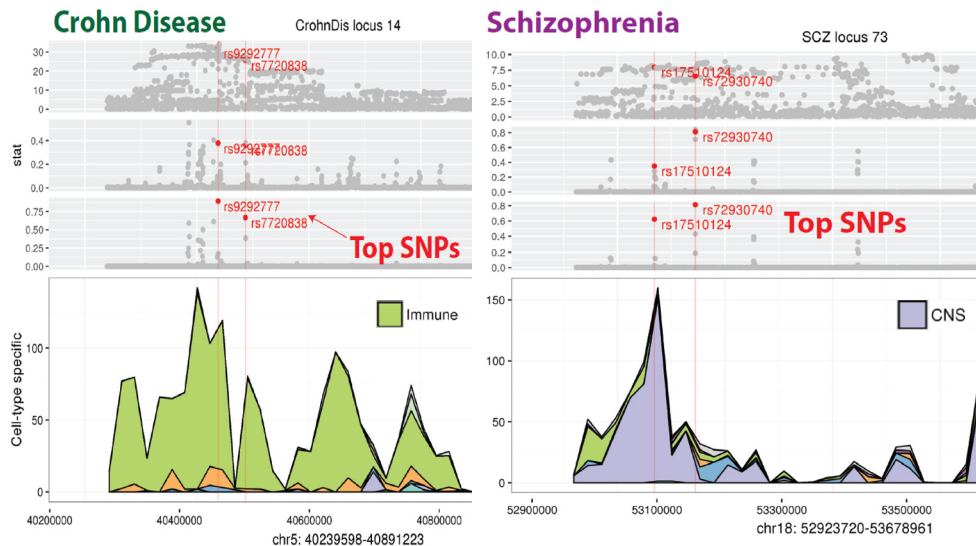 Crohn Disease
CrohnDis locus 14
30
20
10
0
rs9292777
rs7720838
stat
0.4
0.2
0.0
rs9292777
rs7720838
0.75
0.50
0.25
0.00
rs9292777
rs7720838
Top SNPs
Cell-type specific
100
50
0
Immune
40200000
40400000
40600000
40800000
chr5: 40239598-40891223
Schizophrenia
SCZ locus 73
10.0
7.5
5.0
2.5
0.0
rs17510124
rs72930740
0.8
0.6
0.4
0.2
0.0
rs72930740
rs17510124
0.8
0.6
0.4
0.2
0.0
rs72930740
rs17510124
Top SNPs
150
100
50
0
CNS
52900000
53100000
53300000
53500000
chr18: 52923720-53678961